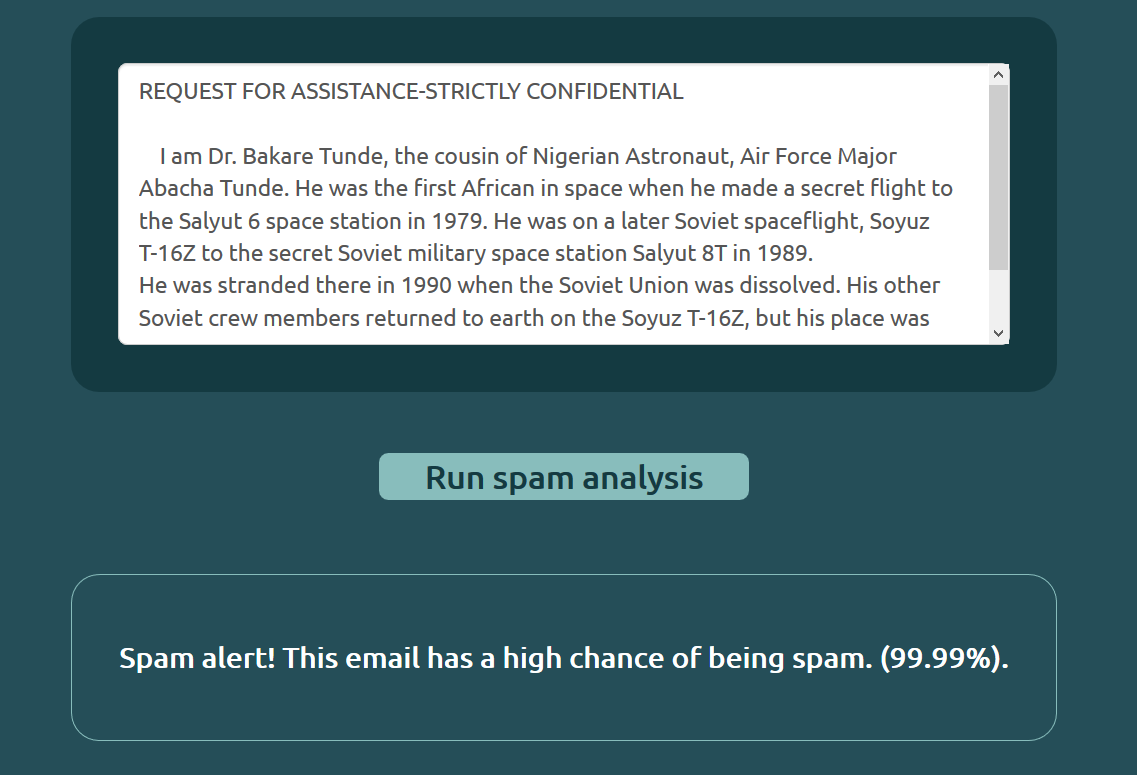 REQUEST FOR ASSISTANCE-STRICTLY CONFIDENTIAL
I am Dr. Bakare Tunde, the cousin of Nigerian Astronaut, Air Force Major
Abacha Tunde. He was the first African in space when he made a secret flight to
the Salyut 6 space station in 1979. He was on a later Soviet spaceflight, Soyuz
T-16Z to the secret Soviet military space station Salyut 8T in 1989.
He was stranded there in 1990 when the Soviet Union was dissolved. His other
Soviet crew members returned to earth on the Soyuz T-16Z, but his place was
Run spam analysis
Spam alert! This email has a high chance of being spam. (99.99%).